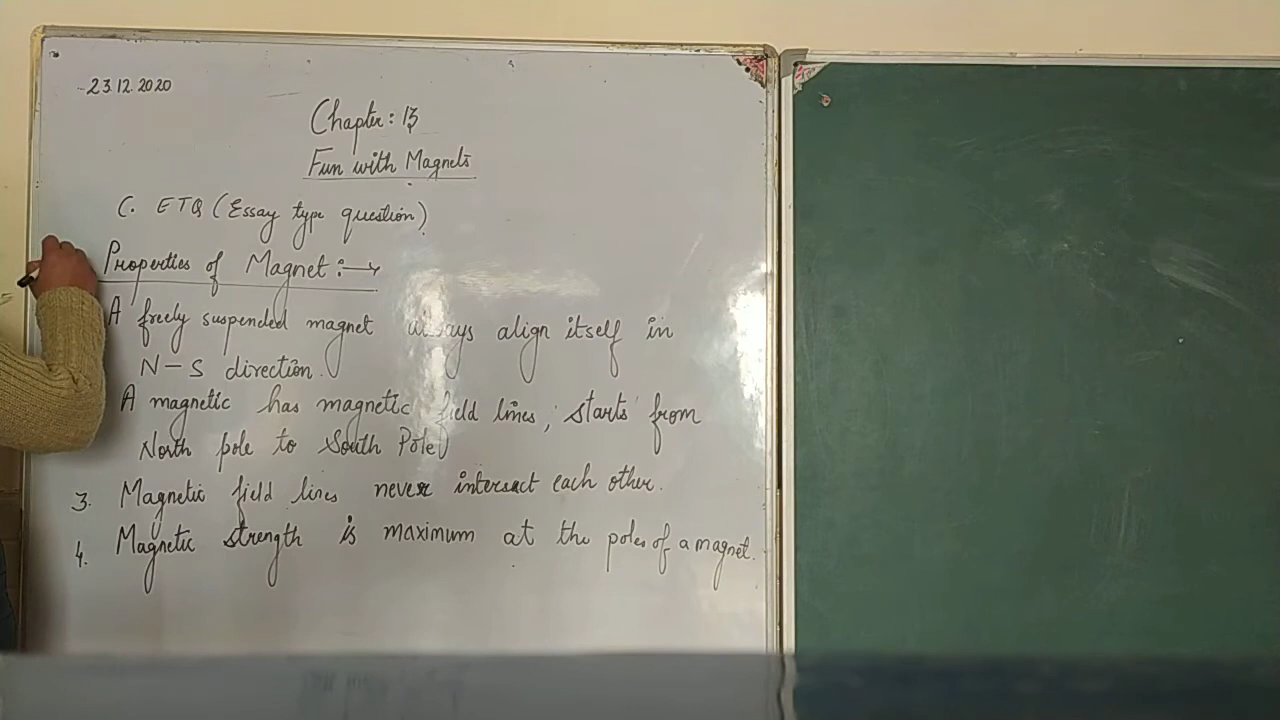 23.12.2020
Chapter: 13
Fun with Magnets
C. ETQ (Essay type question)
Properties of Magnet :→
A freely suspended magnet always align itself in
N-S direction.
A magnetic has magnetic field lines, starts from
North pole to South Pole
3. Magnetic field lines never intersect each other.
4. Magnetic strength is maximum at the poles of a magnet.